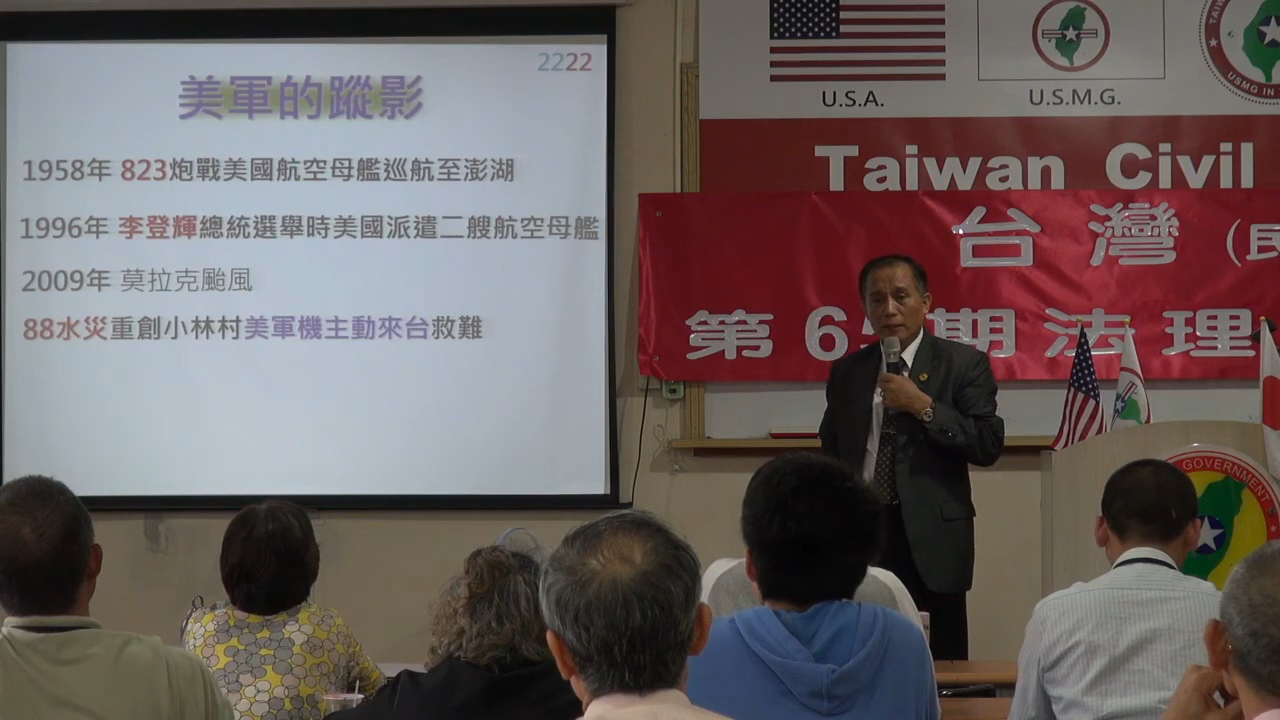 2222
美軍的蹤影
1958年 823炮戰美國航空母艦巡航至澎湖
1996年 李登輝總統選舉時美國派遣二艘航空母艦
2009年 莫拉克颱風
88水災重創小林村美軍機主動來台救難
U.S.A.
U.S.M.G.
USMG IN
Taiwan Civil
台灣(民
第65期法理
GOVERNMENT